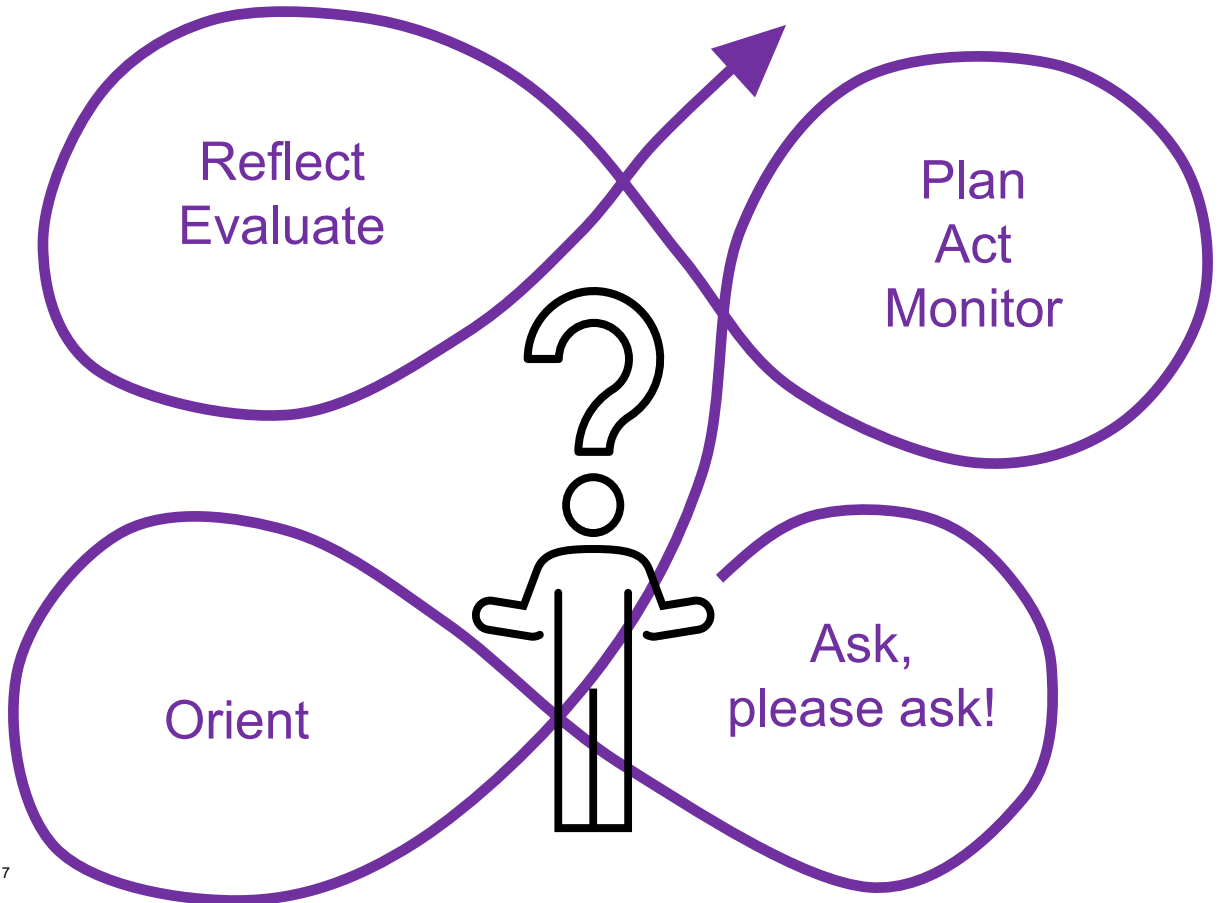 Reflect
Evaluate
Plan
Act
Monitor
Orient
Ask,
please ask!
7